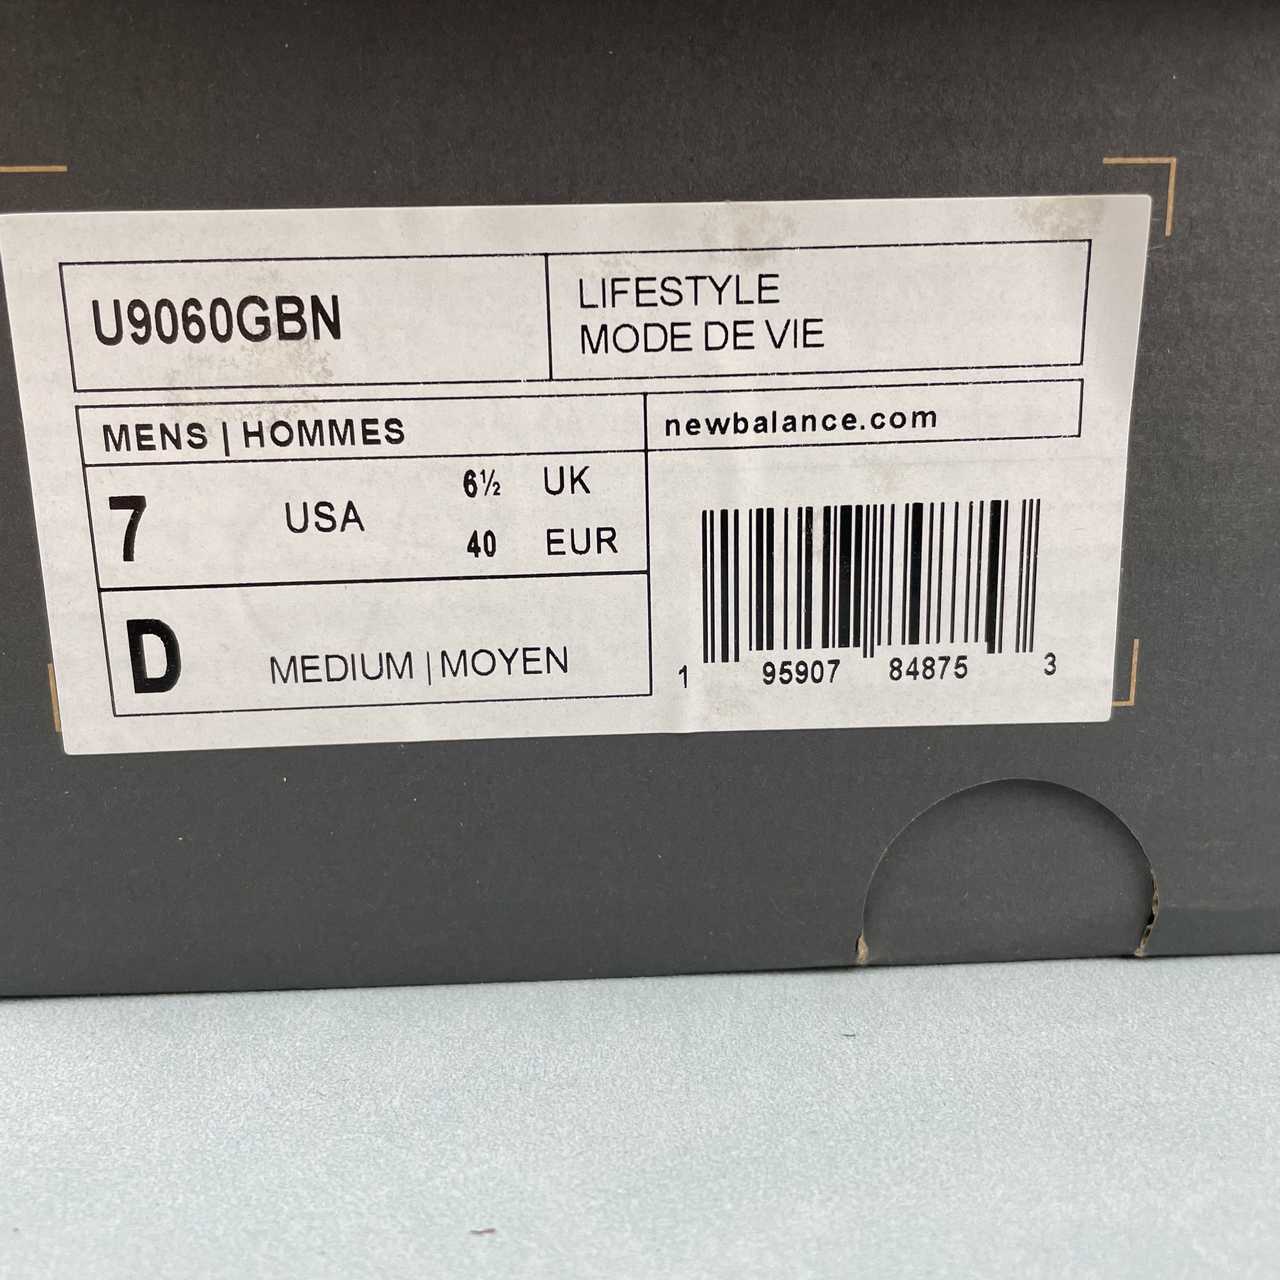 U9060GBN
LIFESTYLE
MODE DE VIE
MENS | HOMMES
newbalance.com
7 USA
6½ UK
40 EUR
D MEDIUM | MOYEN
1 95907 84875 3